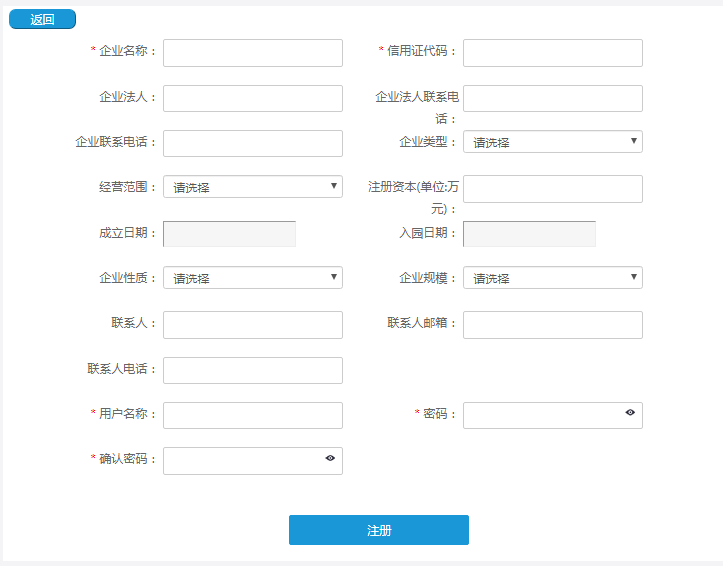 返回
* 企业名称： * 信用证代码：
企业法人： 企业法人联系电
话：
企业联系电话： 企业类型： 请选择
经营范围： 请选择 注册资本(单位:万
元)：
成立日期： 入园日期：
企业性质： 请选择 企业规模： 请选择
联系人： 联系人邮箱：
联系人电话：
* 用户名称： * 密码：
* 确认密码：
注册